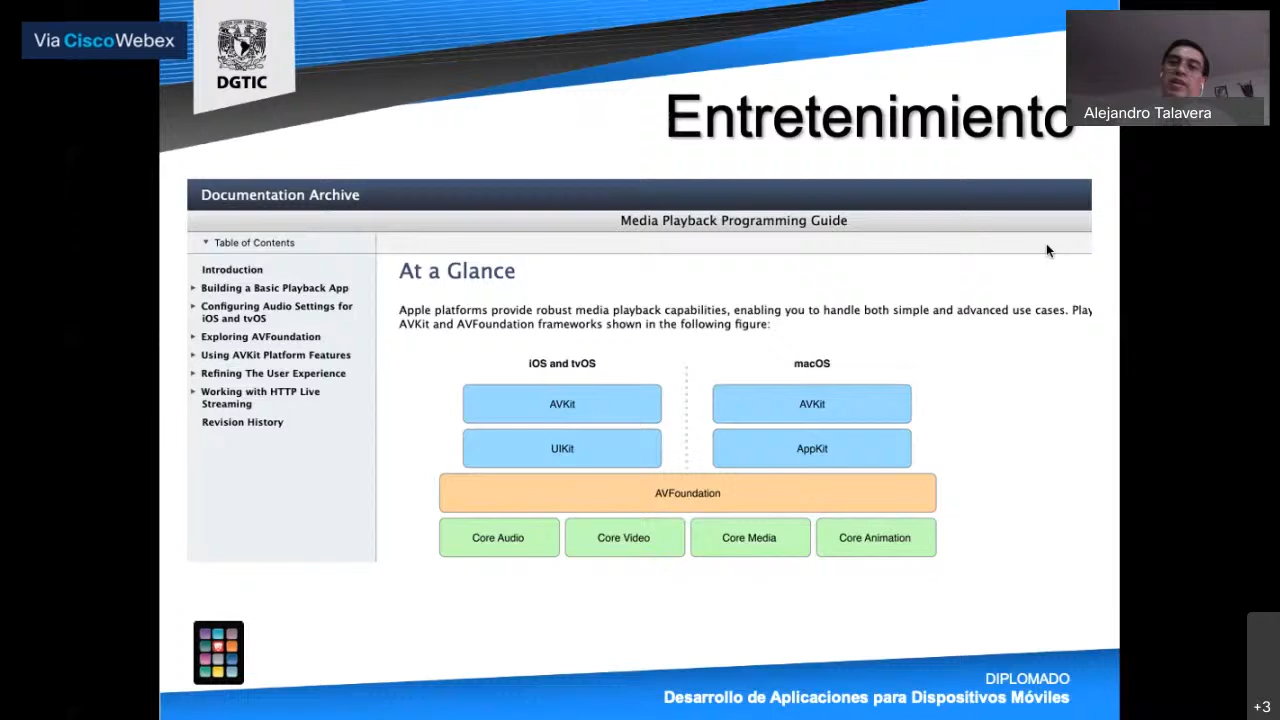 Via CiscoWebex
DGTIC
Entretenimiento
Alejandro Talavera
Documentation Archive
Media Playback Programming Guide
Table of Contents
Introduction
Building a Basic Playback App
Configuring Audio Settings for
iOS and tvOS
Exploring AVFoundation
Using AVKit Platform Features
Refining The User Experience
Working with HTTP Live
Streaming
Revision History
At a Glance
Apple platforms provide robust media playback capabilities, enabling you to handle both simple and advanced use cases. Play
AVKit and AVFoundation frameworks shown in the following figure:
iOS and tvOS
macOS
AVKit
AVKit
UIKit
AppKit
AVFoundation
Core Audio
Core Video
Core Media
Core Animation
DIPLOMADO
Desarrollo de Aplicaciones para Dispositivos Móviles
+3